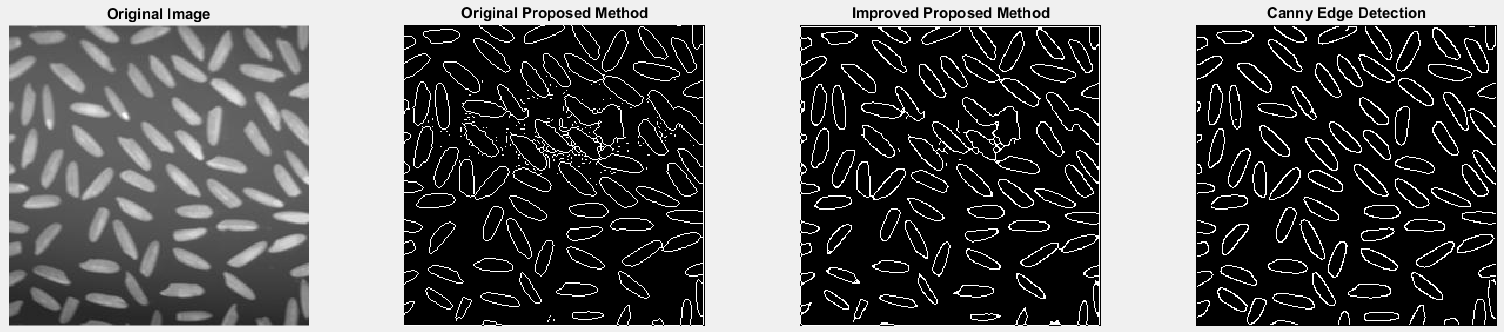 Original Image
Original Proposed Method
Improved Proposed Method
Canny Edge Detection